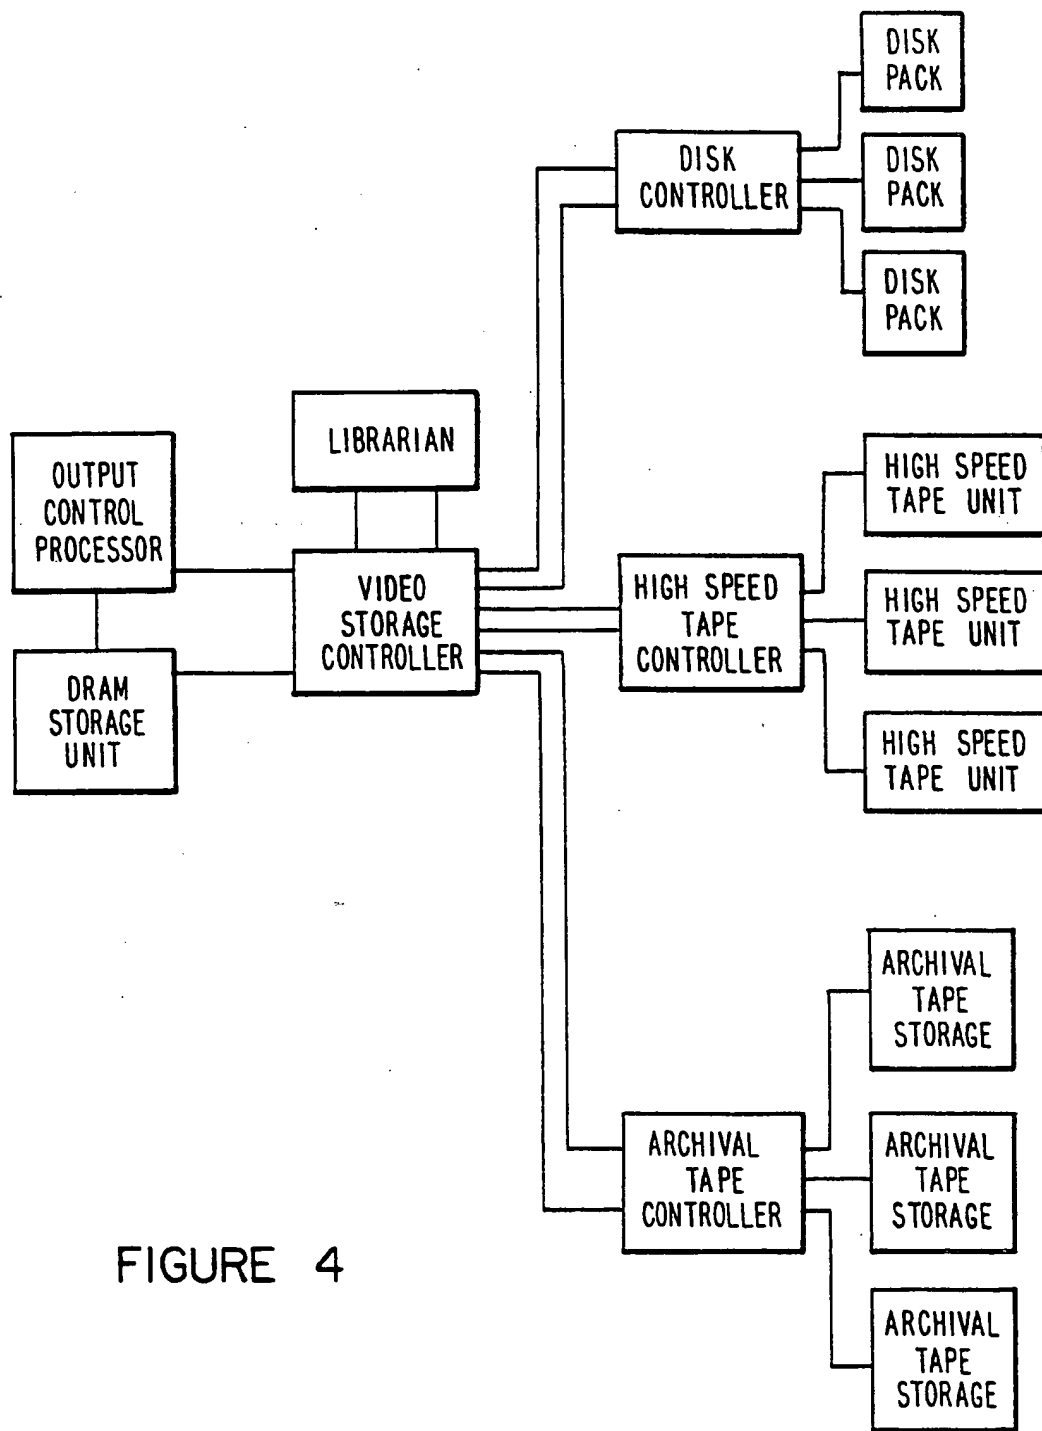 DISK
PACK
DISK
CONTROLLER
DISK
PACK
DISK
PACK
LIBRARIAN
OUTPUT
CONTROL
PROCESSOR
HIGH SPEED
TAPE UNIT
VIDEO
STORAGE
CONTROLLER
HIGH SPEED
TAPE
CONTROLLER
HIGH SPEED
TAPE UNIT
DRAM
STORAGE
UNIT
HIGH SPEED
TAPE UNIT
ARCHIVAL
TAPE
STORAGE
ARCHIVAL
TAPE
CONTROLLER
ARCHIVAL
TAPE
STORAGE
FIGURE 4
ARCHIVAL
TAPE
STORAGE